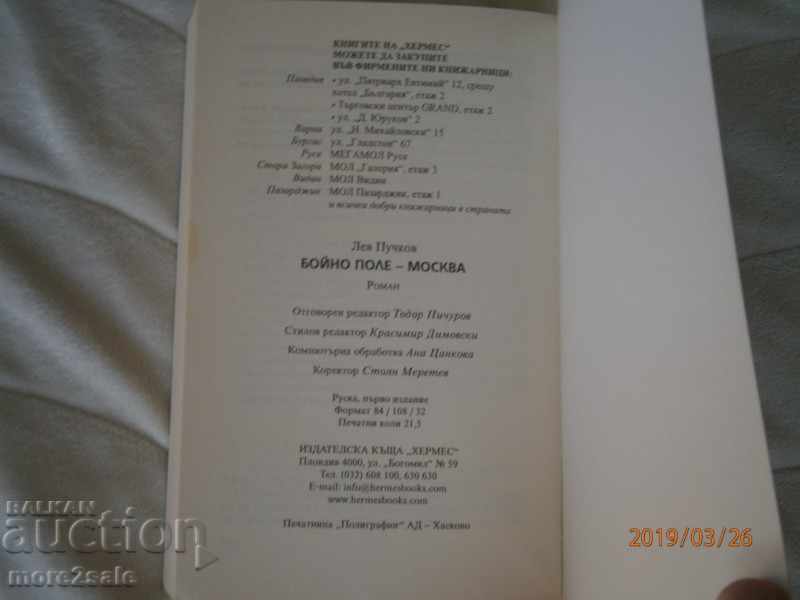 КНИГИТЕ НА „ХЕРМЕС“
МОЖЕТЕ ДА ЗАКУПИТЕ
ВЪВ ФИРМЕНИТЕ НИ КНИЖАРНИЦИ:
Пловдив • ул. „Патриарх Евтимий“ 12, срещу
хотел „България“, етаж 2
• Търговски център GRAND, етаж 2
• ул. „Д. Юруков“ 2
Варна ул. „Н. Михайловски“ 15
Бургас ул. „Гладстон“ 67
Русе МЕГАМОЛ Русе
Стара Загора МОЛ „Галерия“, етаж 3
Видин МОЛ Видин
Пазарджик МОЛ Пазарджик, етаж 1
и всички добри книжарници в страната
Лев Пучков
БОЙНО ПОЛЕ – МОСКВА
Роман
Отговорен редактор Тодор Пичуров
Стилов редактор Красимир Димовски
Компютърна обработка Ана Цанкова
Коректор Стоян Меретев
Руска, първо издание
Формат 84 / 108 / 32
Печатни коли 21,5
ИЗДАТЕЛСКА КЪЩА „ХЕРМЕС“
Пловдив 4000, ул. „Богомил“ № 59
Тел. (032) 608 100, 630 630
E-mail: info@hermesbooks.com
www.hermesbooks.com
Печатница „Полиграфия“ АД – Хасково
BALKAN
auction
more2sale
2019/03/26